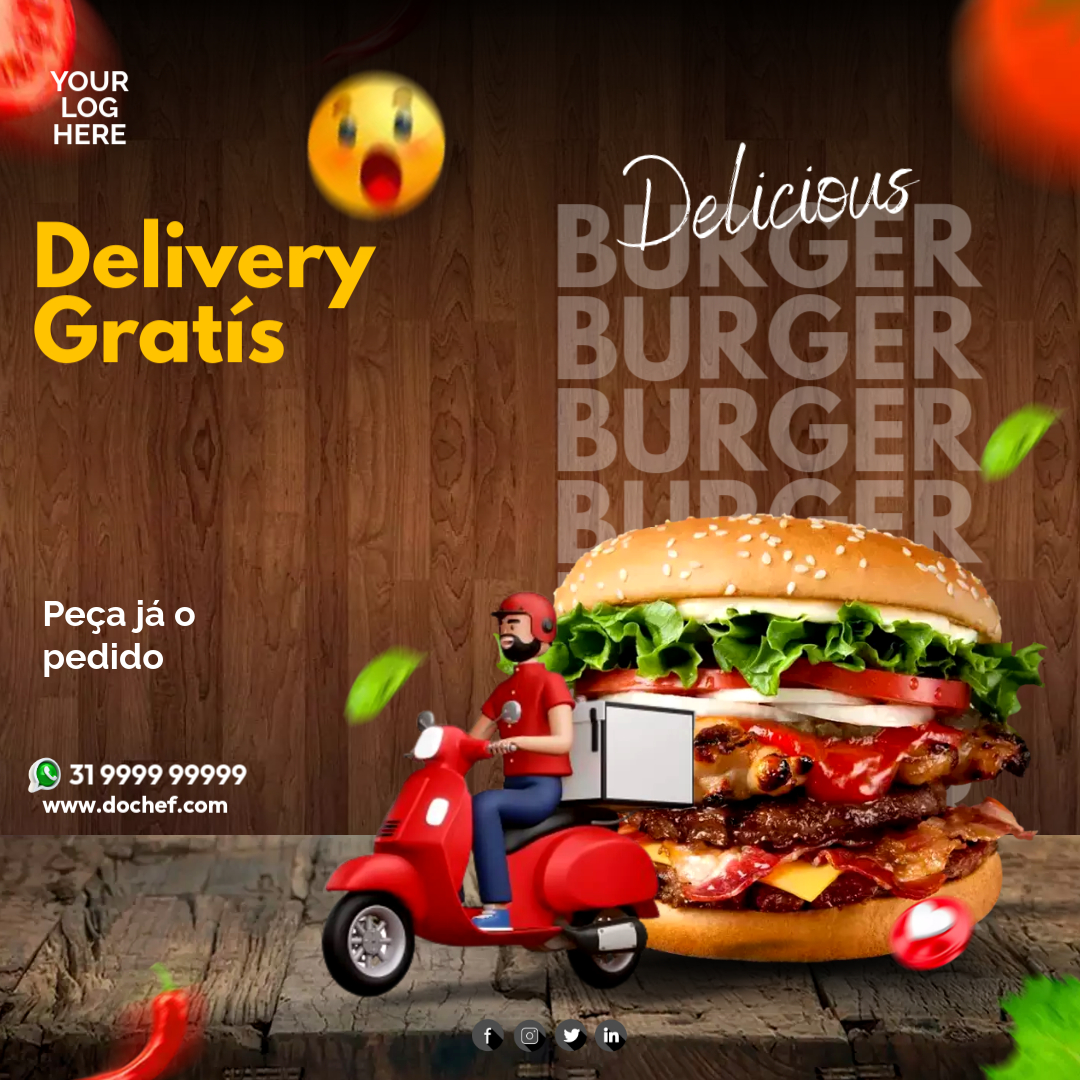 YOUR
LOG
HERE
Delivery
Gratís
Delicious
BURGER
BURGER
BURGER
BURGER
Peça já o
pedido
31 9999 99999
www.dochef.com